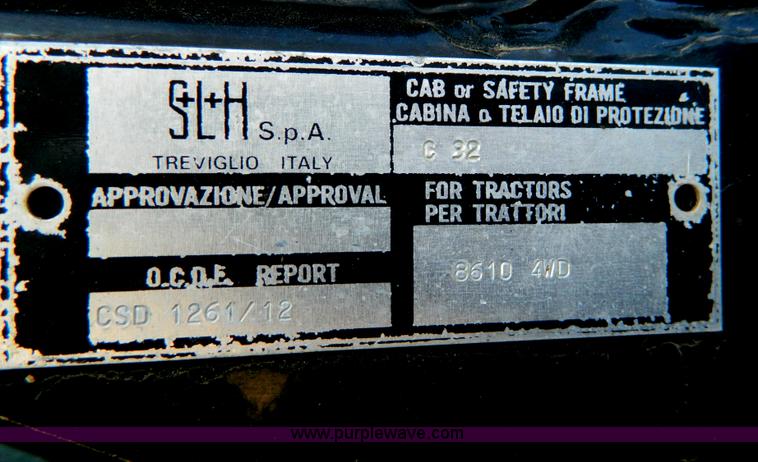 S+L+H S.p.A.
TREVIGLIO ITALY
CAB or SAFETY FRAME
CABINA o TELAIO DI PROTEZIONE
C 32
APPROVAZIONE/APPROVAL
FOR TRACTORS
PER TRATTORI
8610 4WD
O.C.D.E. REPORT
CSD 1261/12
www.purplewave.com